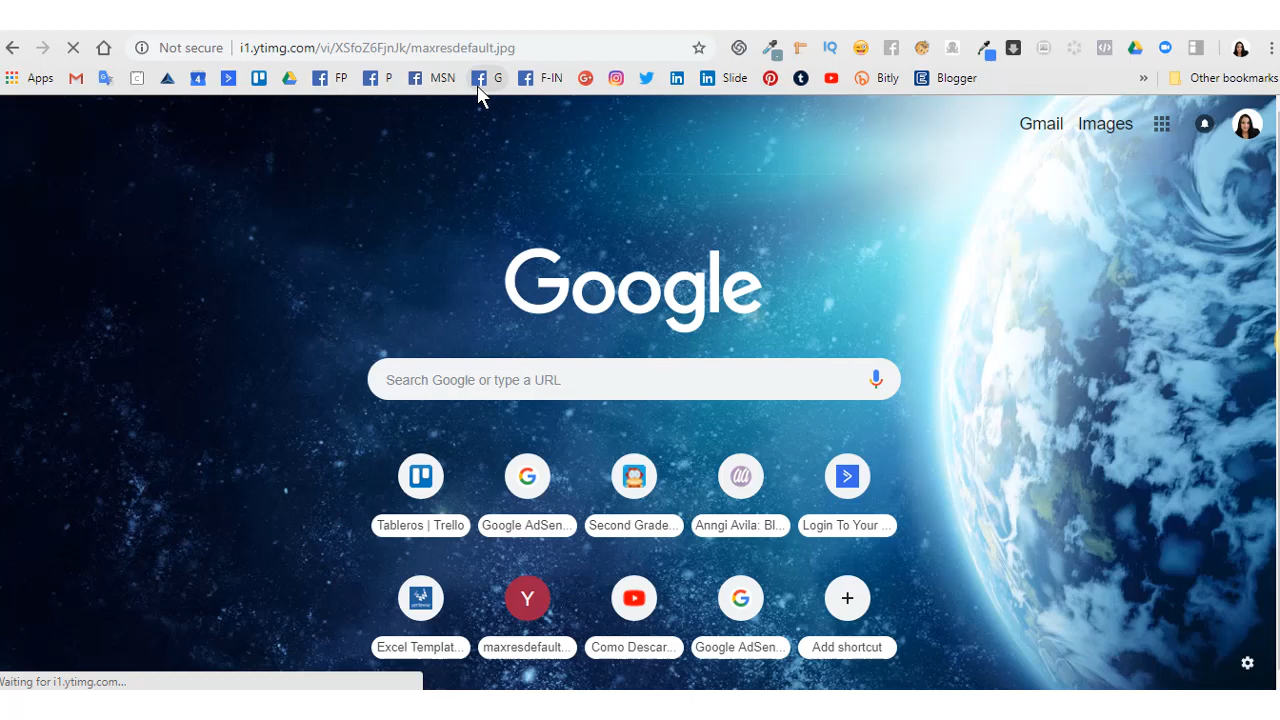 Not secure i1.ytimg.com/vi/XSfoZ6FjnJk/maxresdefault.jpg
Apps FP P MSN G F-IN Slide Bitly Blogger » Other bookmarks
Gmail Images
Google
Search Google or type a URL
Tableros | Trello Google AdSen... Second Grade... Anngi Avila: Bl... Login To Your ...
Y
Excel Templat... maxresdefault... Como Descar... Google AdSen... Add shortcut
Waiting for i1.ytimg.com...